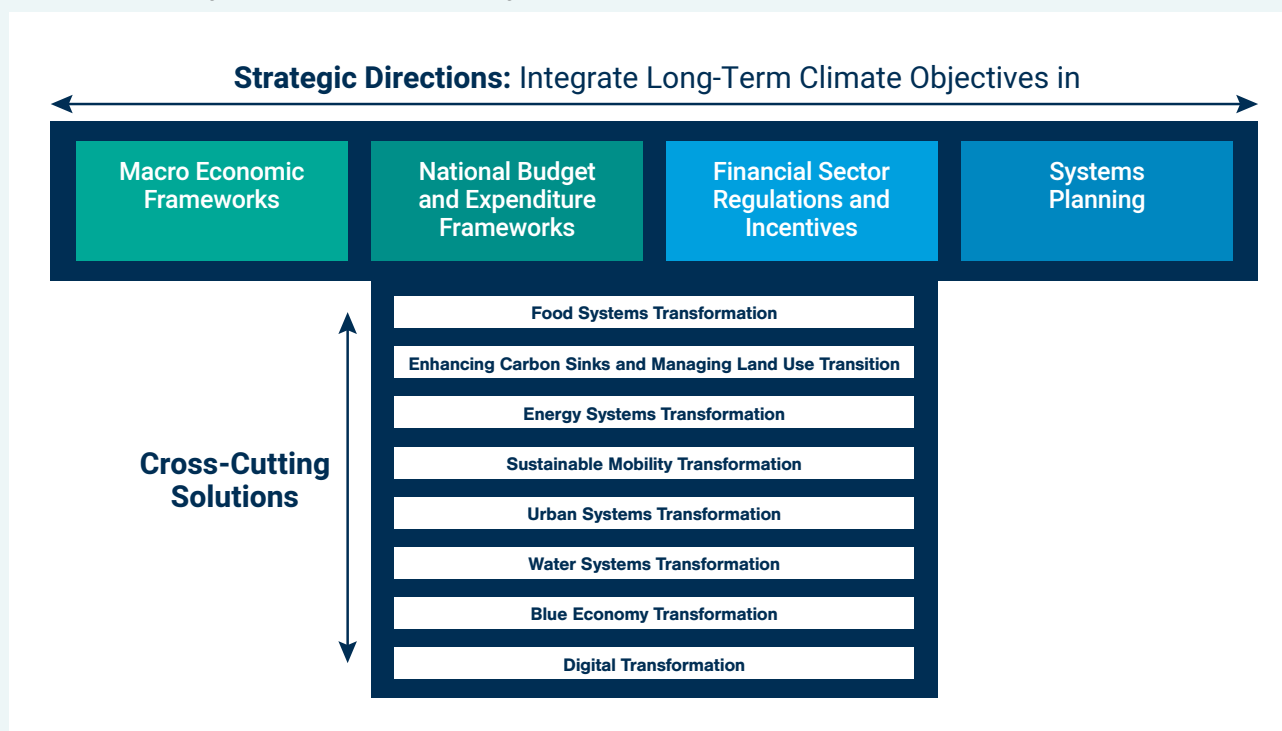 Strategic Directions: Integrate Long-Term Climate Objectives in
Macro Economic
Frameworks
National Budget
and Expenditure
Frameworks
Financial Sector
Regulations and
Incentives
Systems
Planning
Cross-Cutting
Solutions
Food Systems Transformation
Enhancing Carbon Sinks and Managing Land Use Transition
Energy Systems Transformation
Sustainable Mobility Transformation
Urban Systems Transformation
Water Systems Transformation
Blue Economy Transformation
Digital Transformation